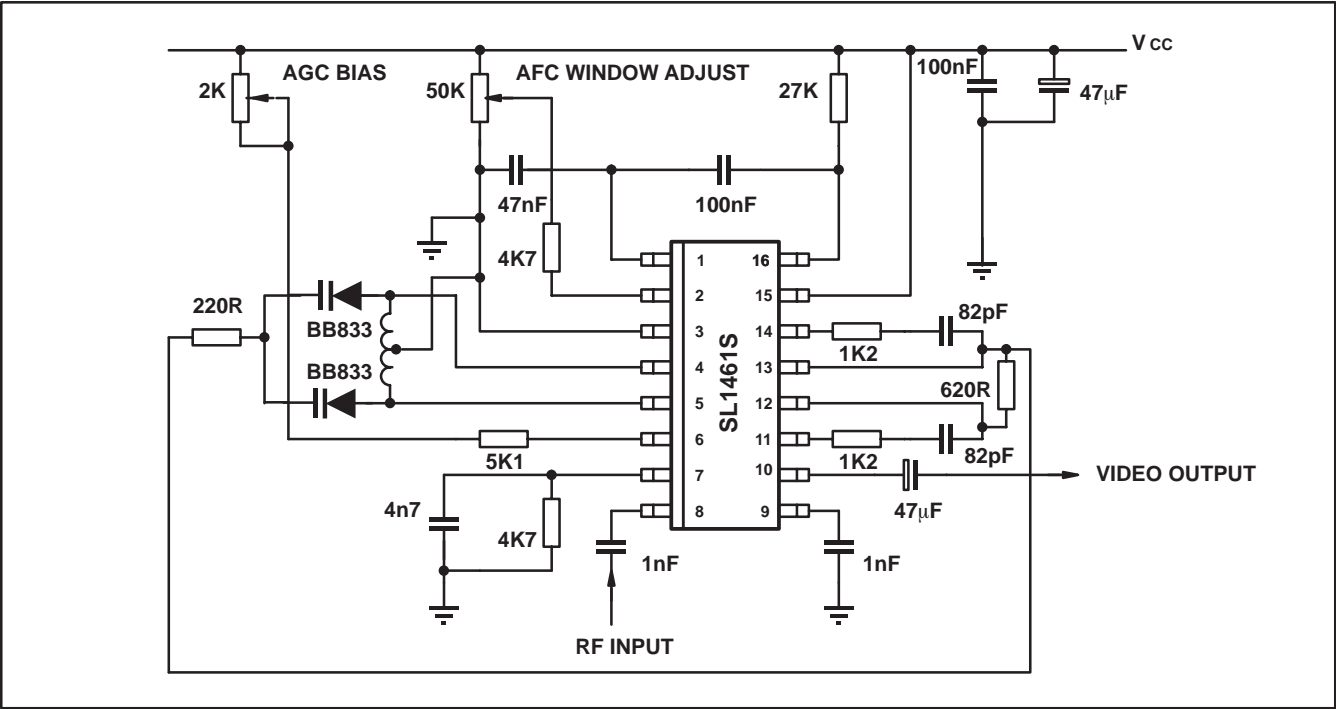 V CC
AGC BIAS
AFC WINDOW ADJUST
100nF
2K
50K
27K
47µF
47nF
100nF
4K7
1
16
2
15
220R
82pF
BB833
3
14
1K2
BB833
4
13
SL1461S
620R
5
12
6
11
5K1
1K2
82pF
7
10
VIDEO OUTPUT
4n7
4K7
8
9
47µF
1nF
1nF
RF INPUT